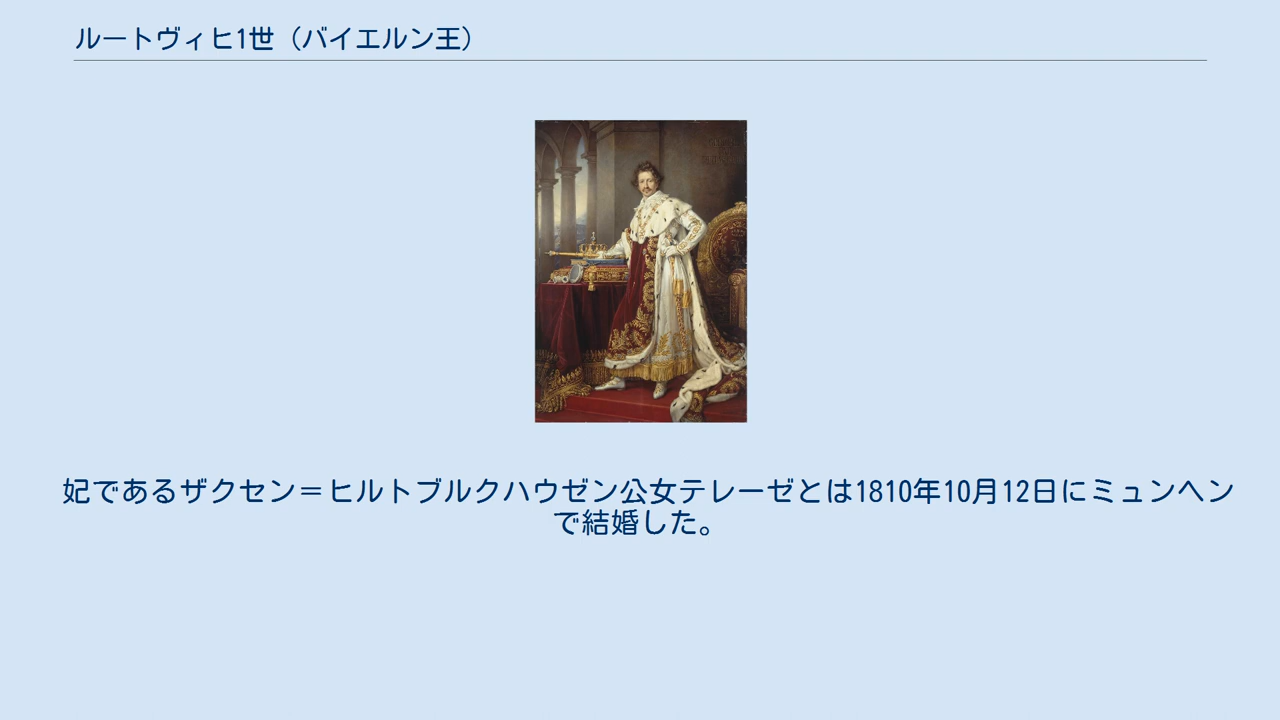 ルートヴィヒ1世（バイエルン王）
妃であるザクセン＝ヒルトブルクハウゼン公女テレーゼとは1810年10月12日にミュンヘン
で結婚した。